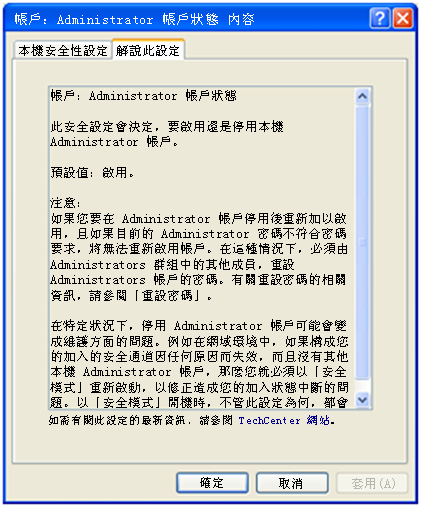 帳戶: Administrator 帳戶狀態 內容
本機安全性設定 解說此設定
帳戶: Administrator 帳戶狀態
此安全設定會決定，要啟用還是停用本機
Administrator 帳戶。
預設值: 啟用。
注意:
如果您要在 Administrator 帳戶停用後重新加以啟
用，且如果目前的 Administrator 密碼不符合密碼
要求，將無法重新啟用帳戶。在這種情況下，必須由
Administrators 群組中的其他成員，重設
Administrators 帳戶的密碼。有關重設密碼的相關
資訊，請參閱「重設密碼」。
在特定狀況下，停用 Administrator 帳戶可能會變
成維護方面的問題。例如在網域環境中，如果構成您
的加入的安全通道因任何原因而失效，而且沒有其他
本機 Administrator 帳戶，那麼您就必須以「安全
模式」重新啟動，以修正造成您的加入狀態中斷的問
題。以「安全模式」開機時，不管此設定為何，都會
如需有關此設定的最新資訊，請參閱 TechCenter 網站。
確定 取消 套用(A)